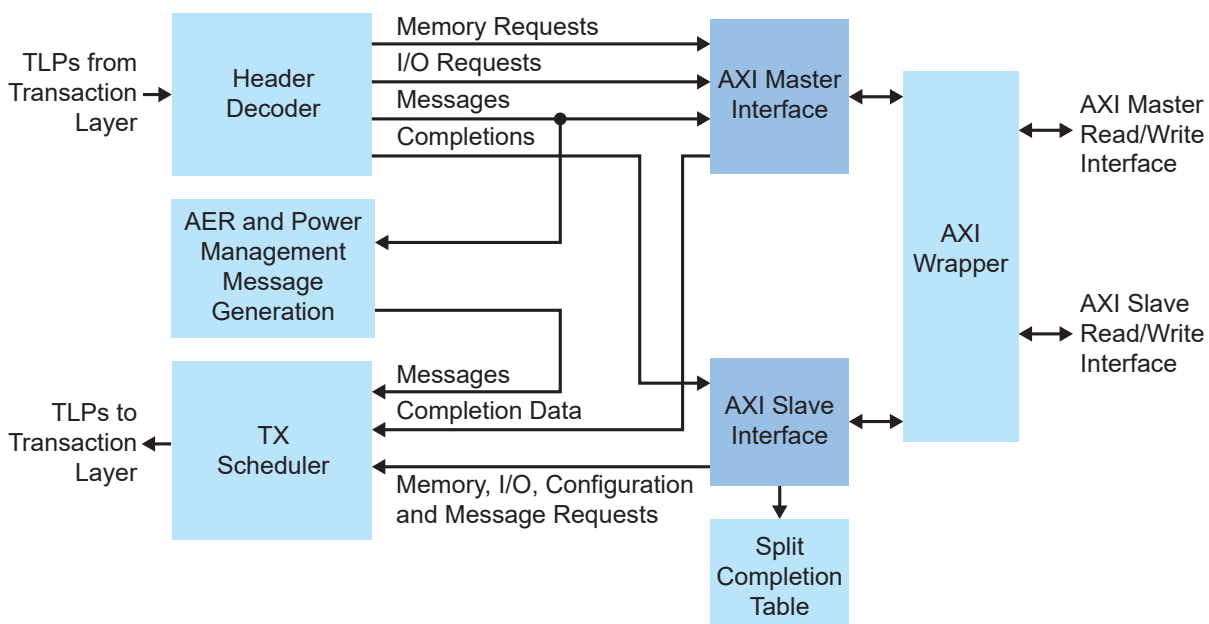 TLPs from
Transaction
Layer
Header
Decoder
Memory Requests
I/O Requests
Messages
Completions
AXI Master
Interface
AER and Power
Management
Message
Generation
AXI
Wrapper
AXI Master
Read/Write
Interface
AXI Slave
Read/Write
Interface
TLPs to
Transaction
Layer
TX
Scheduler
Messages
Completion Data
Memory, I/O, Configuration
and Message Requests
AXI Slave
Interface
Split
Completion
Table